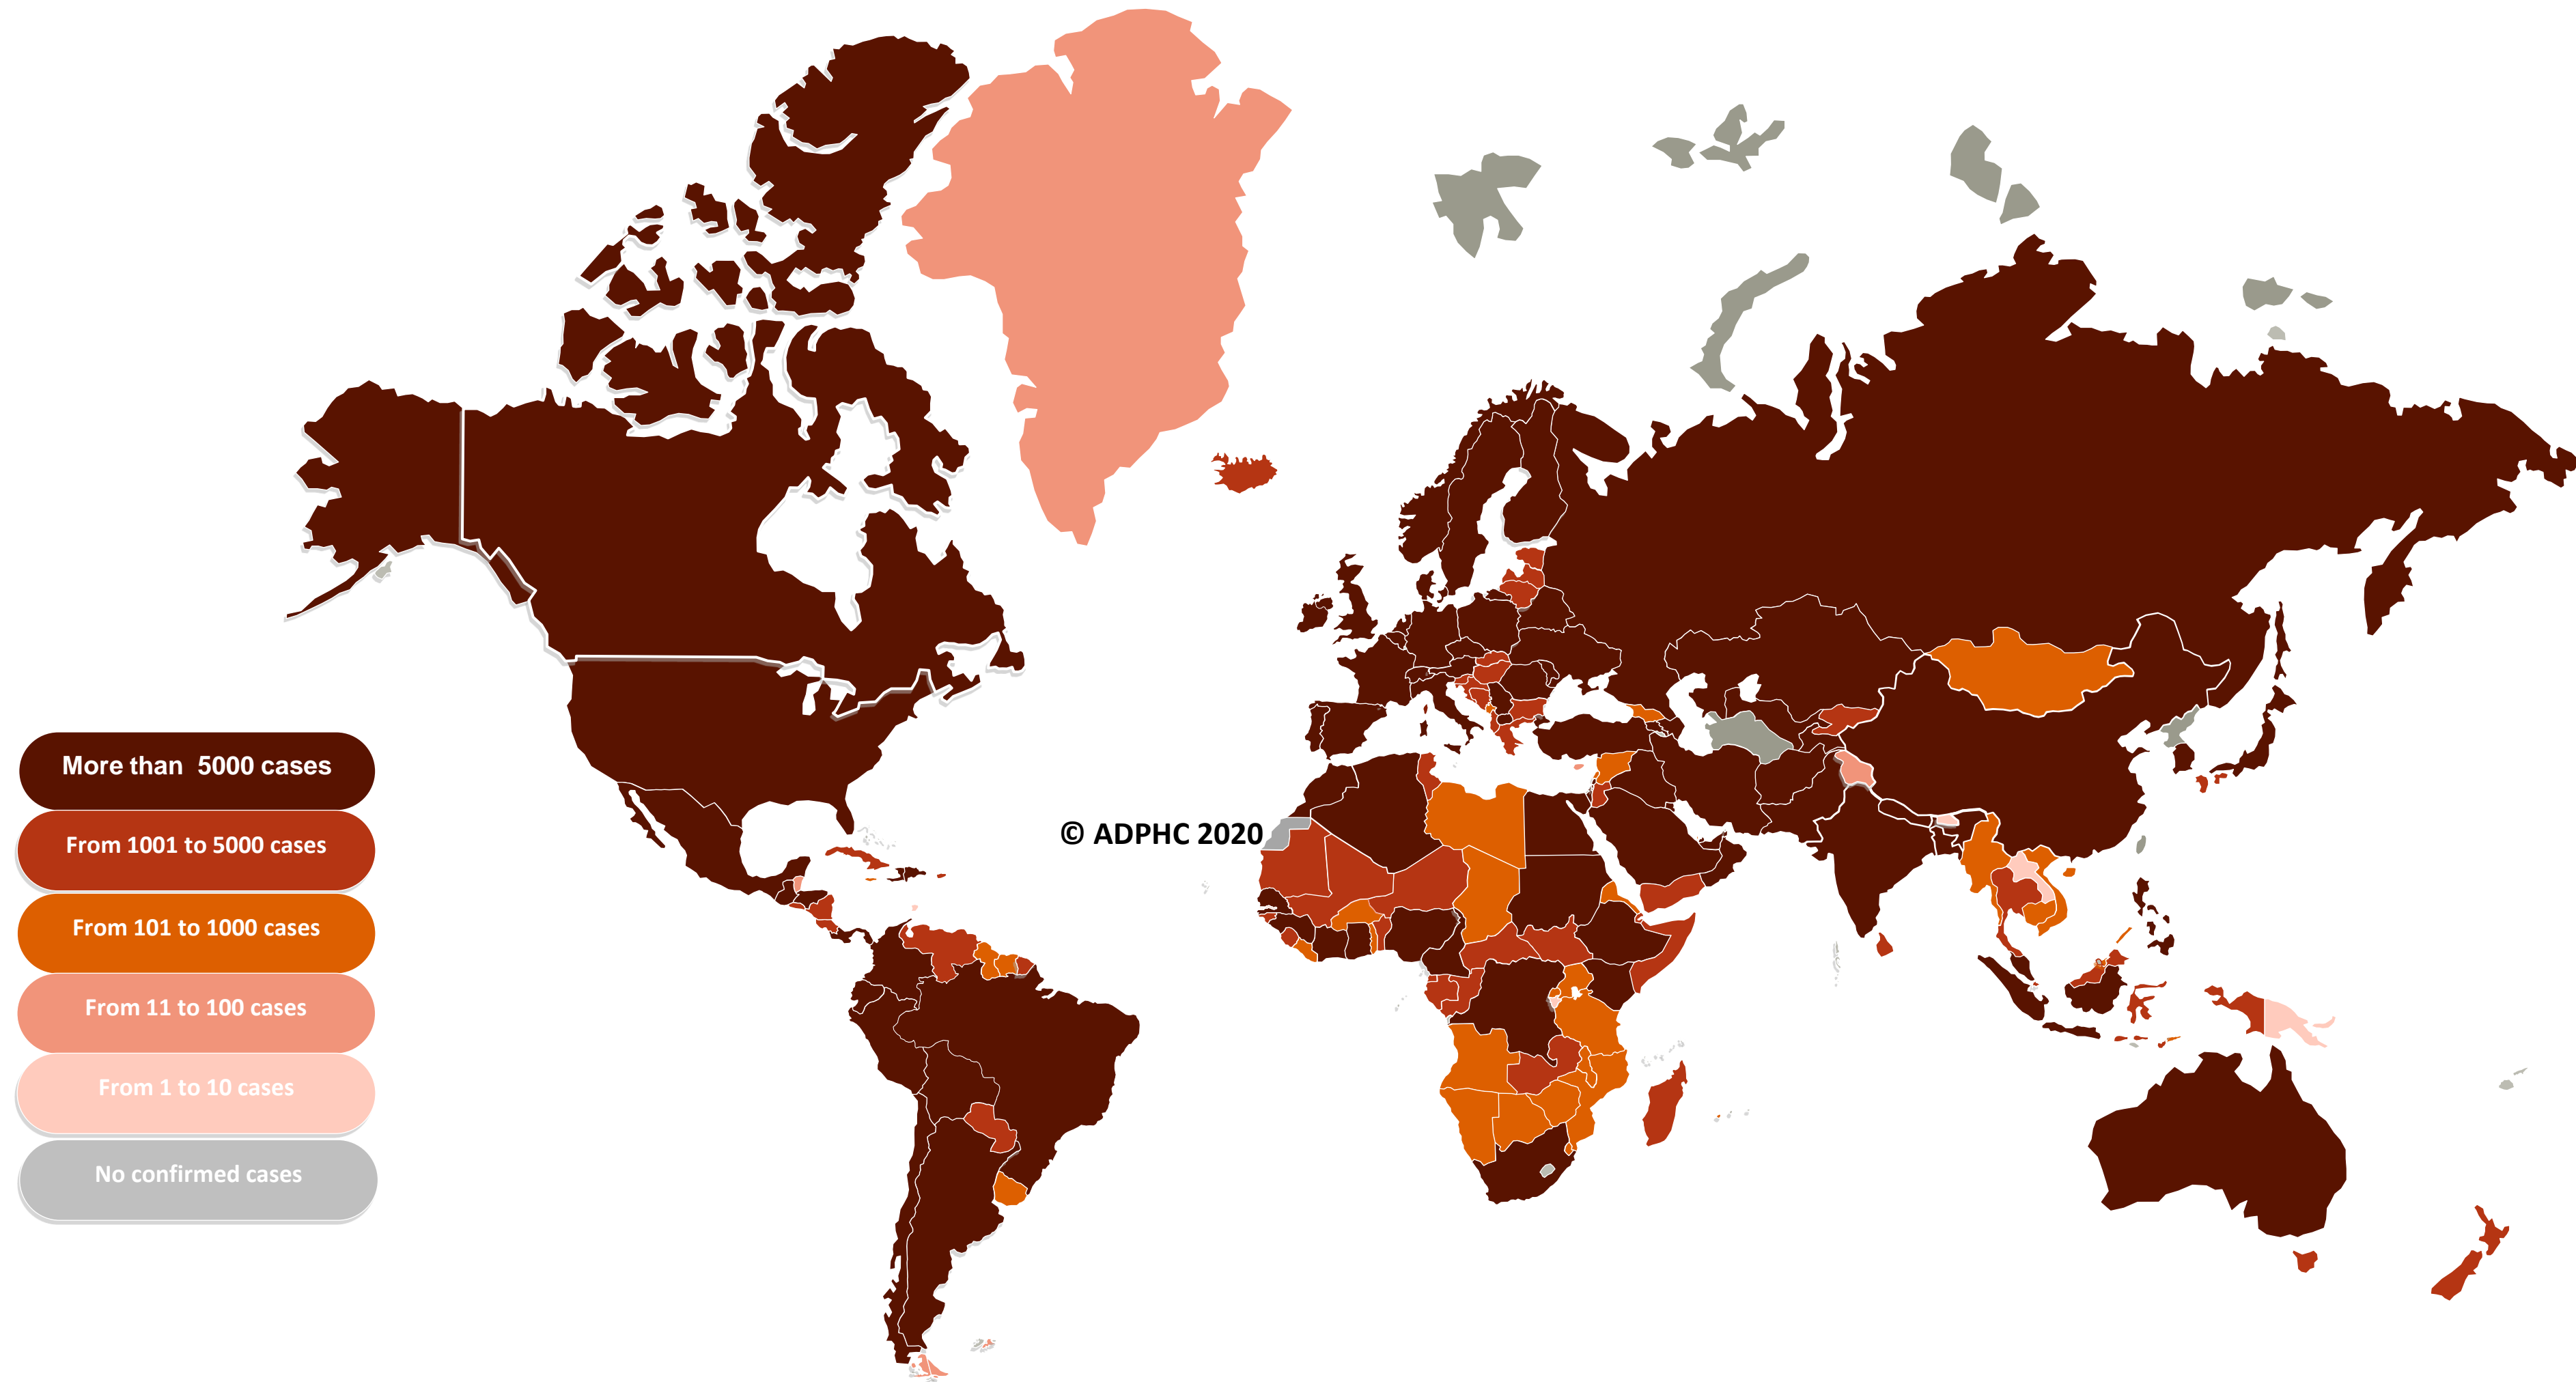 More than  5000 cases
From 1001 to 5000 cases
© ADPHC 2020
From 101 to 1000 cases
From 11 to 100 cases
From 1 to 10 cases
No confirmed cases